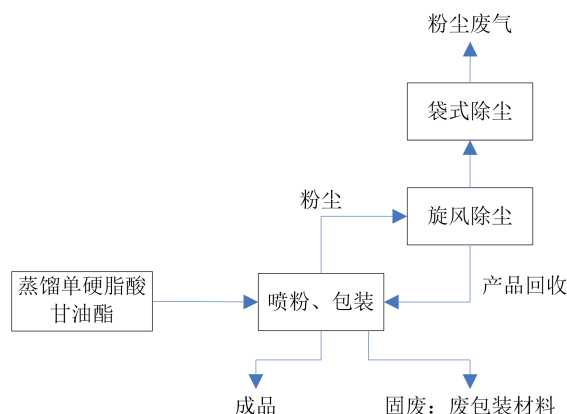 粉尘废气
袋式除尘
粉尘
旋风除尘
蒸馏单硬脂酸
甘油酯
喷粉、包装
产品回收
成品
固废：废包装材料